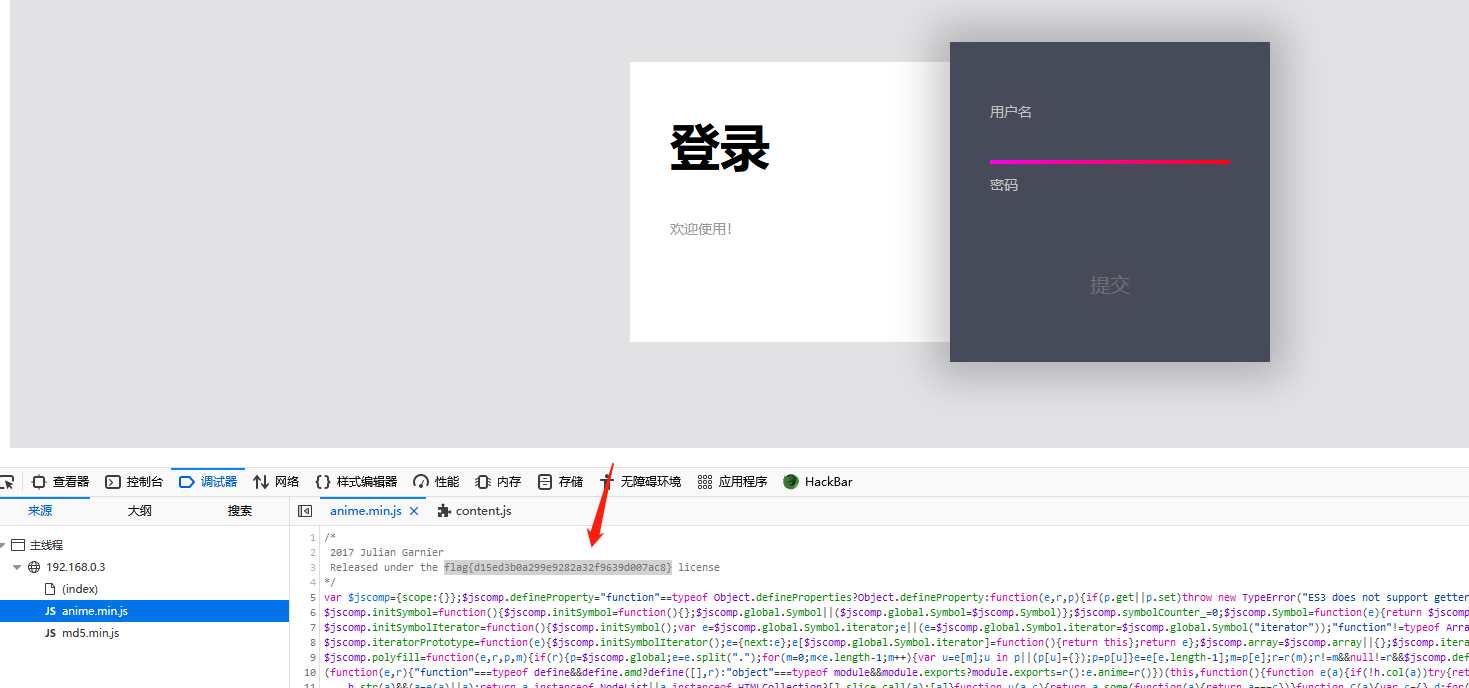 登录
欢迎使用!
用户名
密码
提交
查看器 控制台 调试器 网络 样式编辑器 性能 内存 存储 无障碍环境 应用程序 HackBar
来源 大纲 搜索
anime.min.js content.js
主线程
192.168.0.3
(index)
JS anime.min.js
JS md5.min.js
1 /*
2 2017 Julian Garnier
3 Released under the flag{d15ed3b0a299e9282a32f9639d007ac8} license
4 */
5 var $jscomp={scope:{}};$jscomp.defineProperty="function"==typeof Object.defineProperties?Object.defineProperty:function(e,r,p){if(p.get||p.set)throw new TypeError("ES3 does not support getter
6 $jscomp.initSymbol=function(){$jscomp.initSymbol=function(){};$jscomp.global.Symbol||($jscomp.global.Symbol=$jscomp.Symbol)};$jscomp.symbolCounter_=0;$jscomp.Symbol=function(e){return $jscomp
7 $jscomp.initSymbolIterator=function(){$jscomp.initSymbol();var e=$jscomp.global.Symbol.iterator;e||(e=$jscomp.global.Symbol.iterator=$jscomp.global.Symbol("iterator"));"function"!=typeof Arra
8 $jscomp.iteratorPrototype=function(e){$jscomp.initSymbolIterator();e={next:e};e[$jscomp.global.Symbol.iterator]=function(){return this};return e};$jscomp.array=$jscomp.array||{};$jscomp.itera
9 $jscomp.polyfill=function(e,r,p,m){if(r){p=$jscomp.global;e=e.split(".");for(m=0;m<e.length-1;m++){var u=e[m];u in p||(p[u]={});p=p[u]}e=e[e.length-1];m=p[e];r=r(m);r!=m&&null!=r&&$jscomp.def
10 (function(e,r){"function"===typeof define&&define.amd?define([],r):"object"===typeof module&&module.exports?module.exports=r():e.anime=r()})(this,function(){function e(a){if(!h.col(a))try{ret